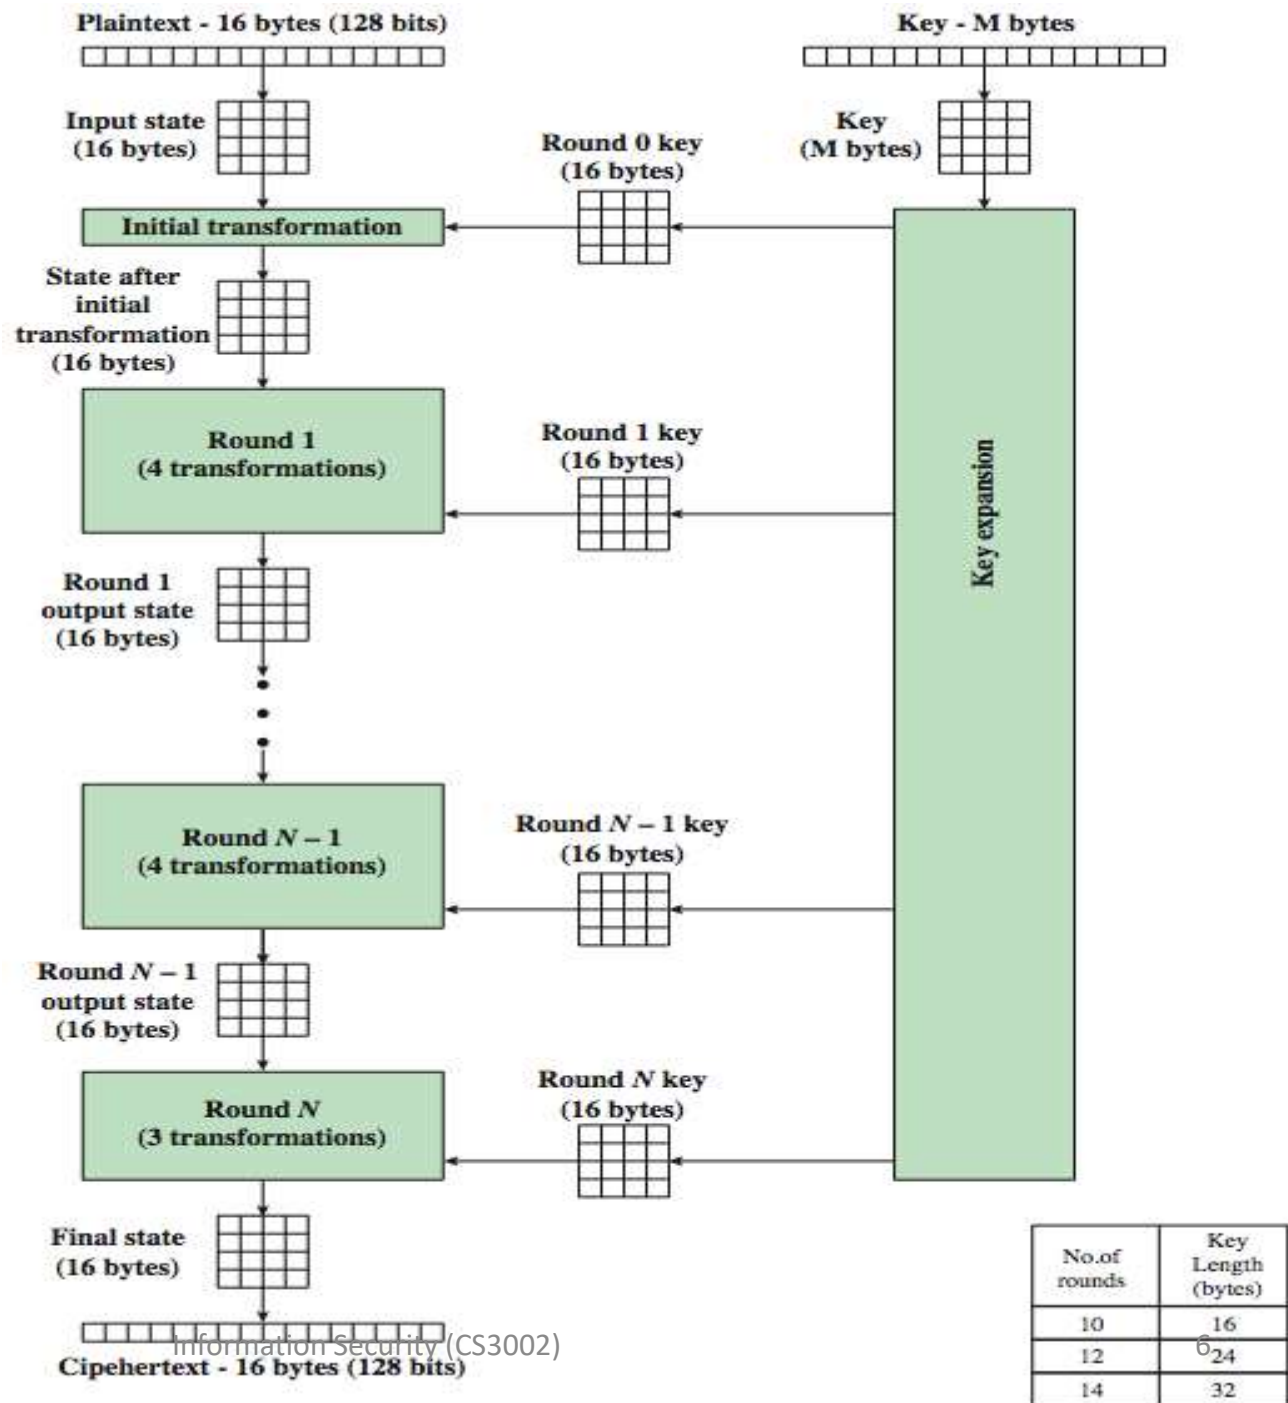 Plaintext - 16 bytes (128 bits)
Key - M bytes
Input state
(16 bytes)
Key
(M bytes)
Round 0 key
(16 bytes)
Initial transformation
State after
initial
transformation
(16 bytes)
Round 1
(4 transformations)
Round 1 key
(16 bytes)
Key expansion
Round 1
output state
(16 bytes)
Round N – 1
(4 transformations)
Round N – 1 key
(16 bytes)
Round N – 1
output state
(16 bytes)
Round N
(3 transformations)
Round N key
(16 bytes)
Final state
(16 bytes)
No.of
rounds
Key
Length
(bytes)
10 16
12 24
14 32
Information Security (CS3002)
6
Cipehertext - 16 bytes (128 bits)